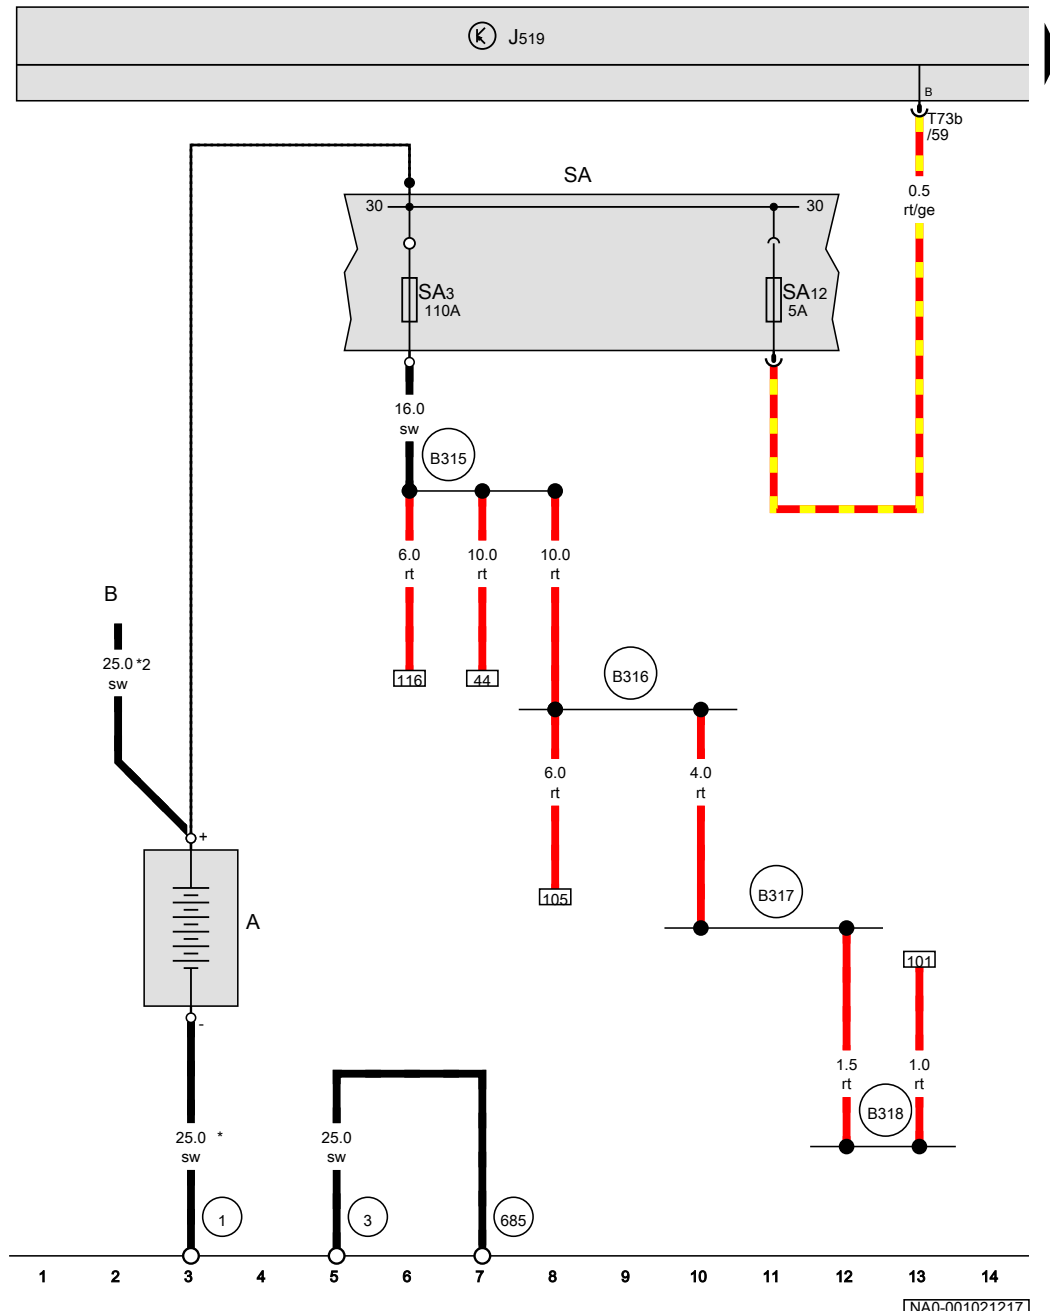 J519
B
T73b
/59
SA
0.5
rt/ge
30
30
SA3
110A
SA12
5A
16.0
sw
B315
6.0
rt
10.0
rt
10.0
rt
B
25.0 *2
sw
116
44
B316
6.0
rt
4.0
rt
+
A
105
B317
101
-
1.5
rt
1.0
rt
B318
25.0 *
sw
25.0
sw
1
3
685
1 2 3 4 5 6 7 8 9 10 11 12 13 14
NA0-001021217